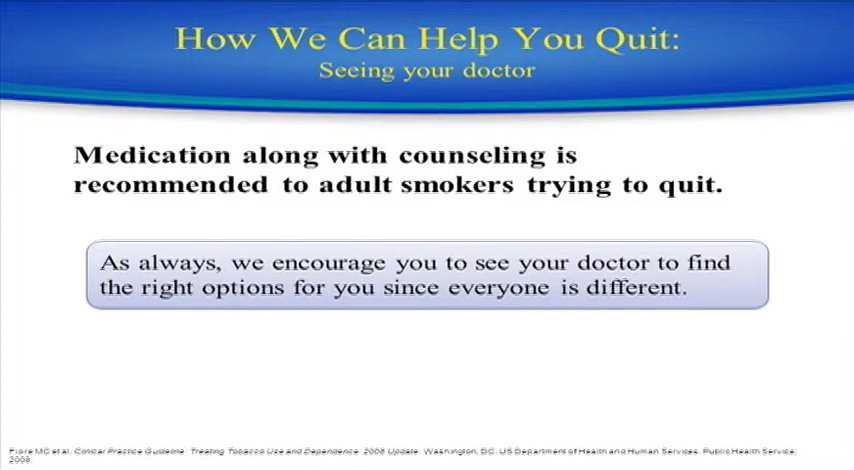 How We Can Help You Quit:
Seeing your doctor
Medication along with counseling is
recommended to adult smokers trying to quit.
As always, we encourage you to see your doctor to find
the right options for you since everyone is different.
Fiore MC et al. Clinical Practice Guideline: Treating Tobacco Use and Dependence: 2008 Update. Washington, DC: US Department of Health and Human Services. Public Health Service;
2008.